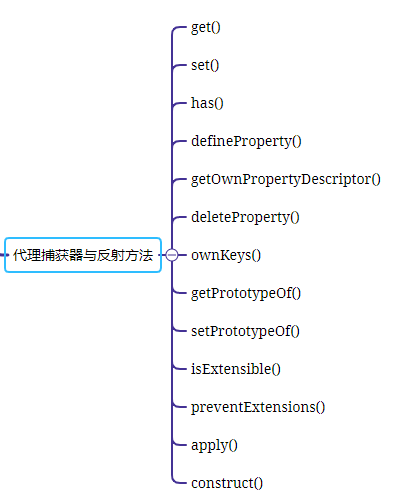 get()
set()
has()
defineProperty()
getOwnPropertyDescriptor()
deleteProperty()
代理捕获器与反射方法
ownKeys()
getPrototypeOf()
setPrototypeOf()
isExtensible()
preventExtensions()
apply()
construct()